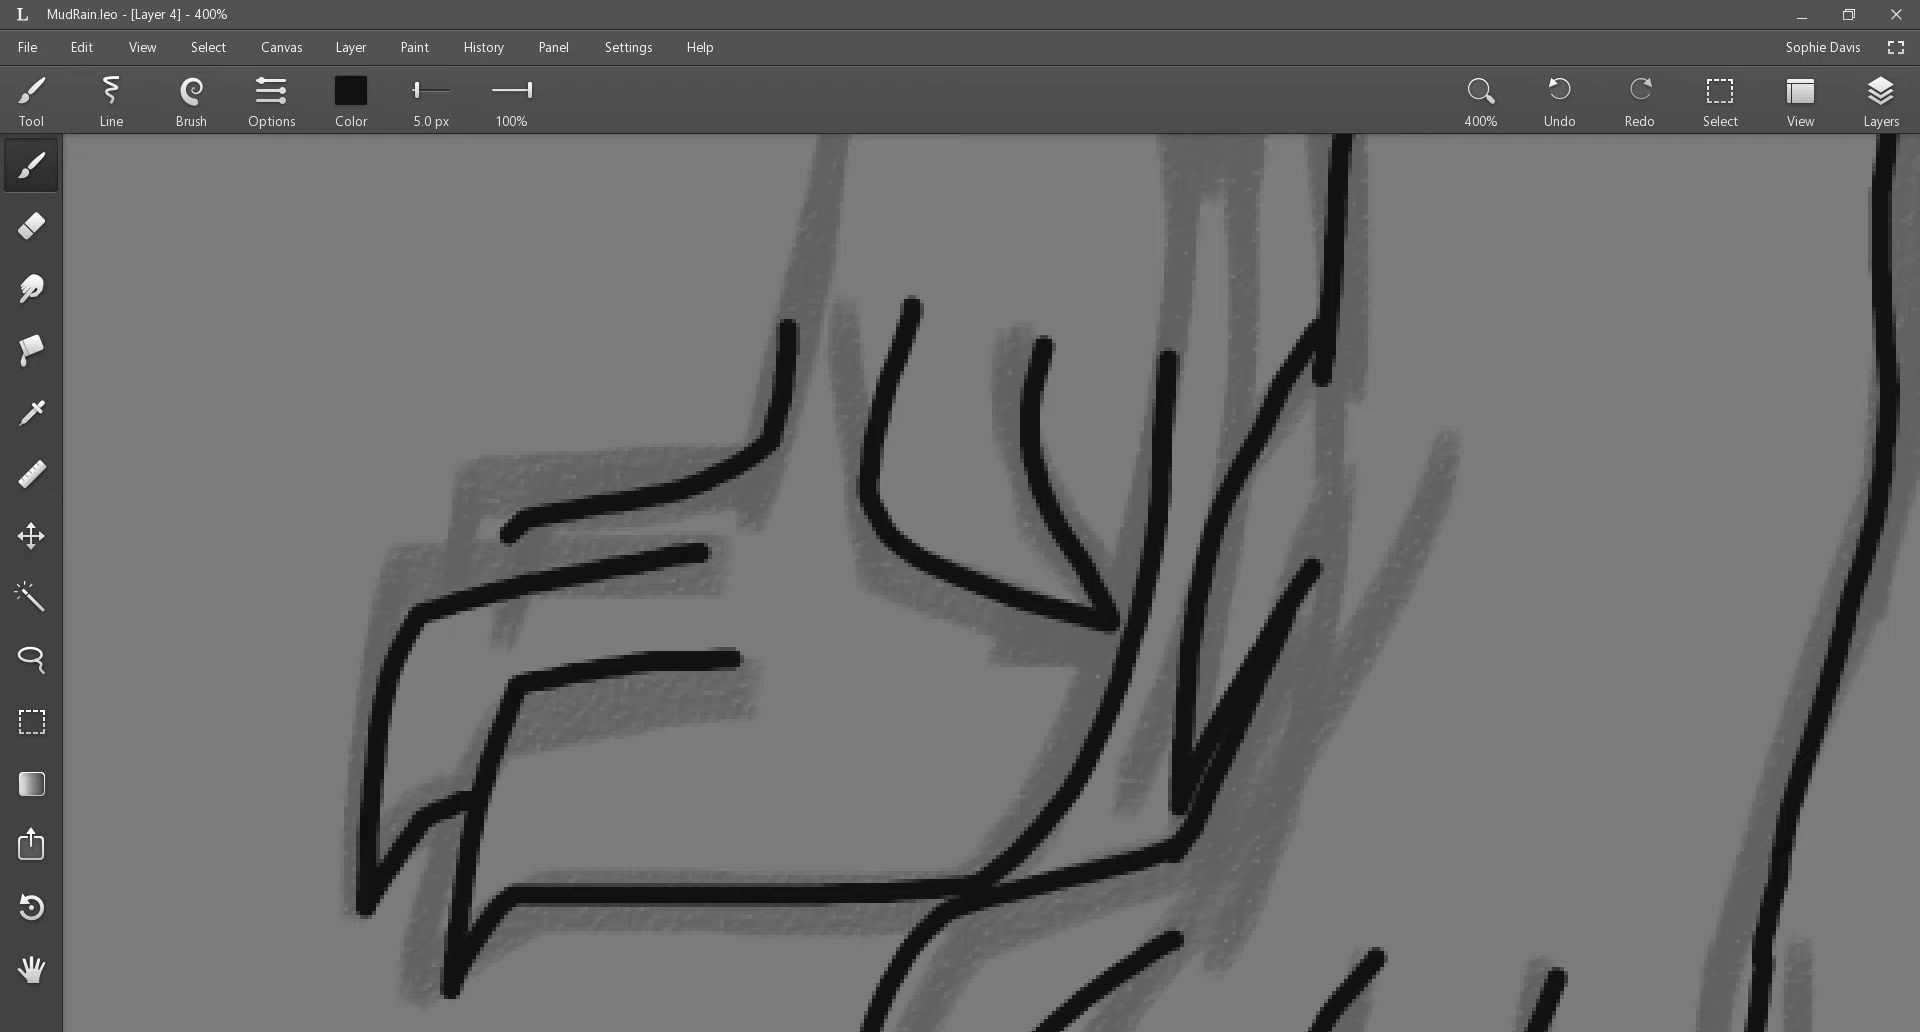 L MudRain.leo - [Layer 4] - 400%
File Edit View Select Canvas Layer Paint History Panel Settings Help Sophie Davis
Tool Line Brush Options Color 5.0 px 100% 400% Undo Redo Select View Layers